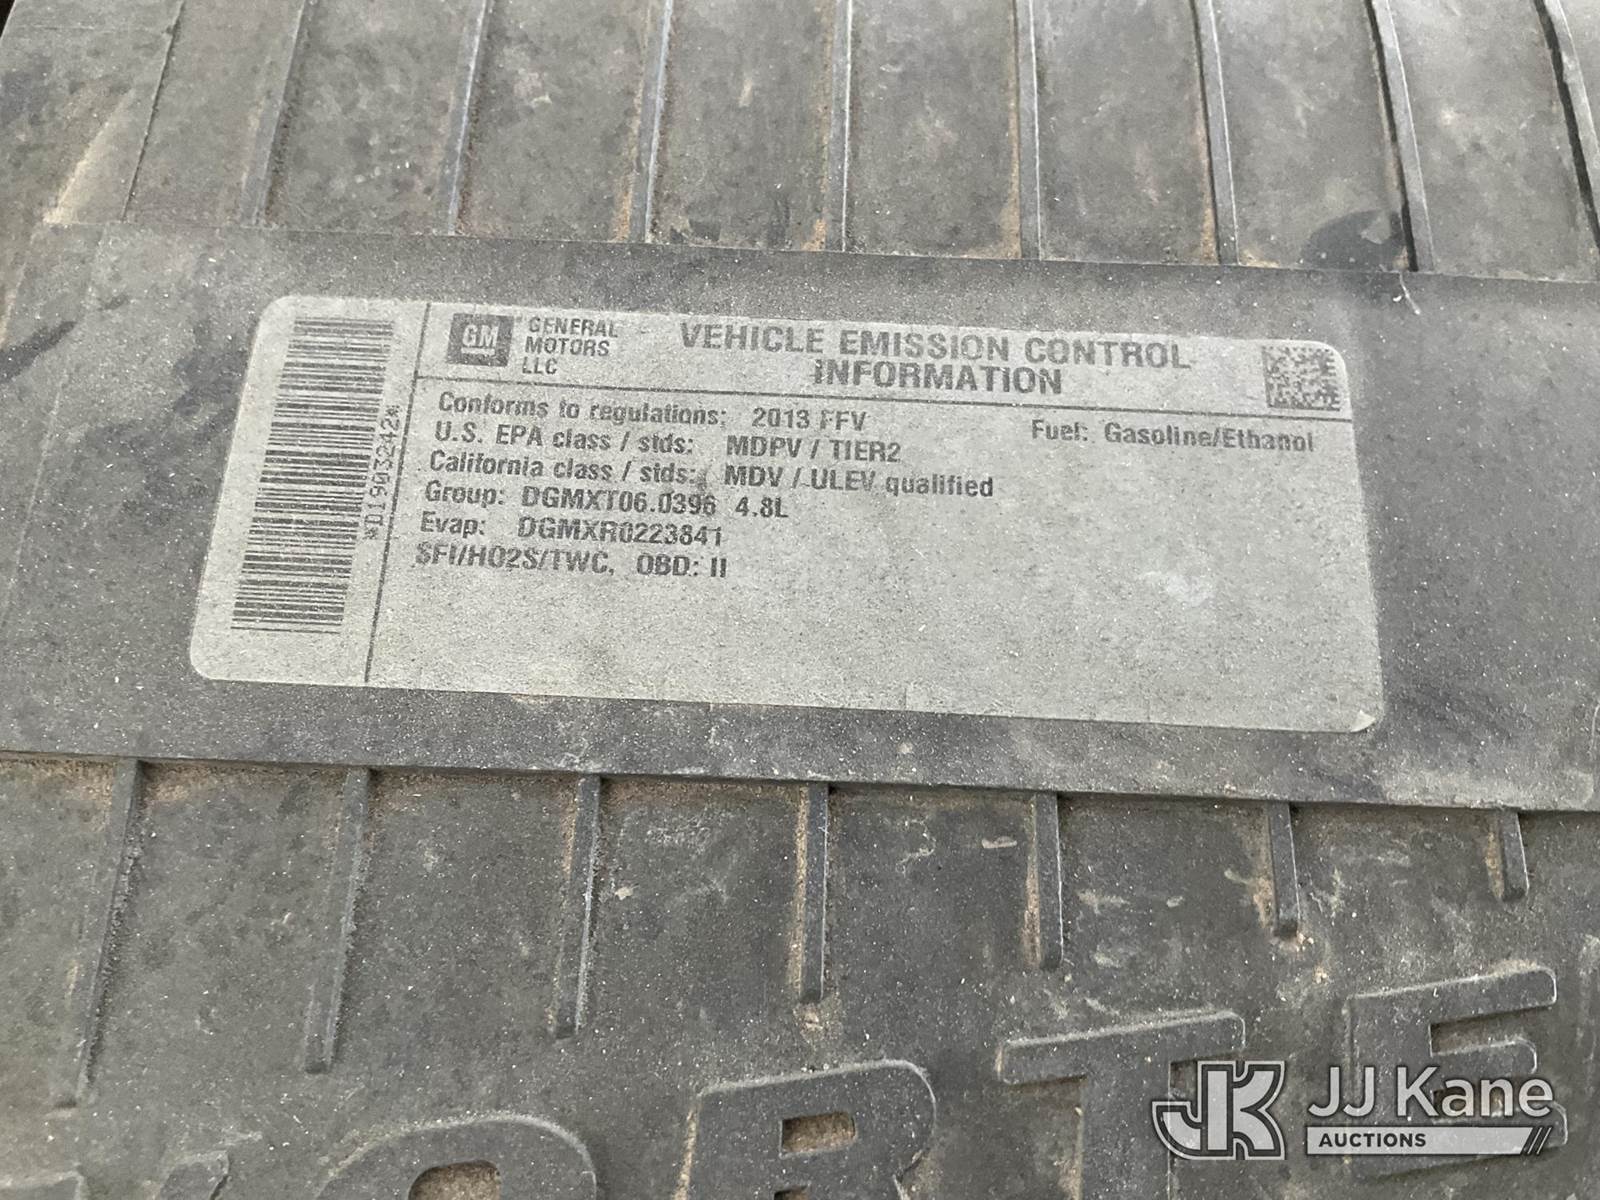 GM GENERAL MOTORS LLC
VEHICLE EMISSION CONTROL
INFORMATION
Conforms to regulations: 2013 FFV
Fuel: Gasoline/Ethanol
U.S. EPA class / stds: MDPV / TIER2
California class / stds: MDV / ULEV qualified
Group: DGMXT06.0396 4.8L
Evap: DGMXR0223841
SFI/HO2S/TWC, OBD: II
*D1903242*
ORTE
JK JJ Kane
AUCTIONS